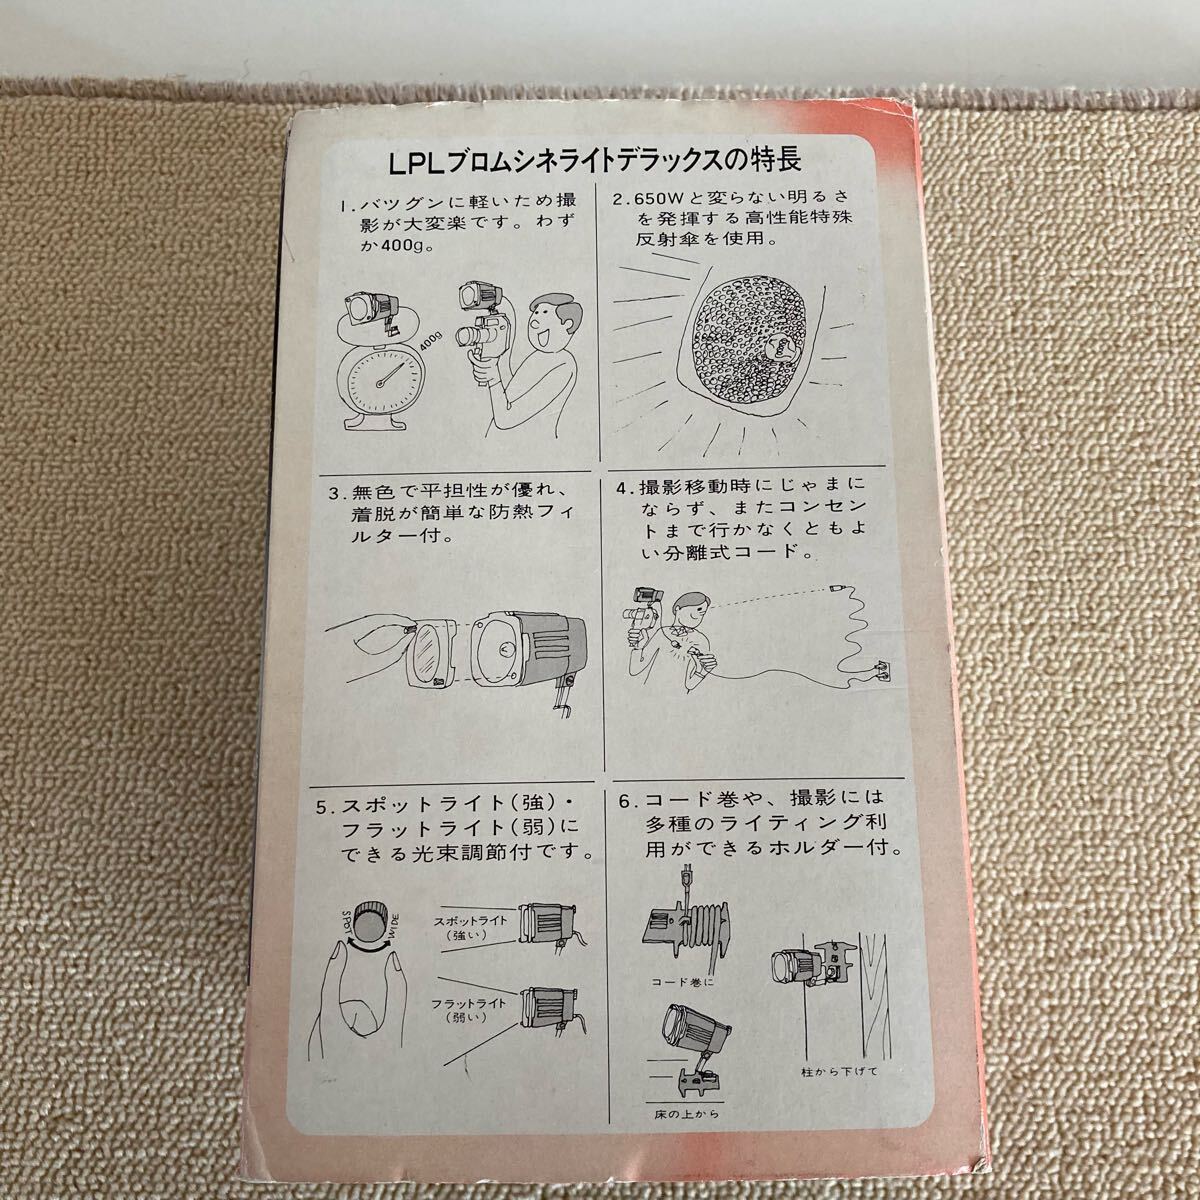 LPLブロムシネライトデラックスの特長
1.バツグンに軽いため撮
影が大変楽です。わず
か400g。
400g
2.650Wと変らない明るさ
を発揮する高性能特殊
反射傘を使用。
3.無色で平担性が優れ、
着脱が簡単な防熱フィ
ルター付。
4.撮影移動時にじゃまに
ならず、またコンセン
トまで行かなくともよ
い分離式コード。
5.スポットライト(強)・
フラットライト(弱)に
できる光束調節付です。
SPOT
WIDE
スポットライト
(強い)
フラットライト
(弱い)
6.コード巻や、撮影には
多種のライティング利
用ができるホルダー付。
コード巻に
柱から下げて
床の上から